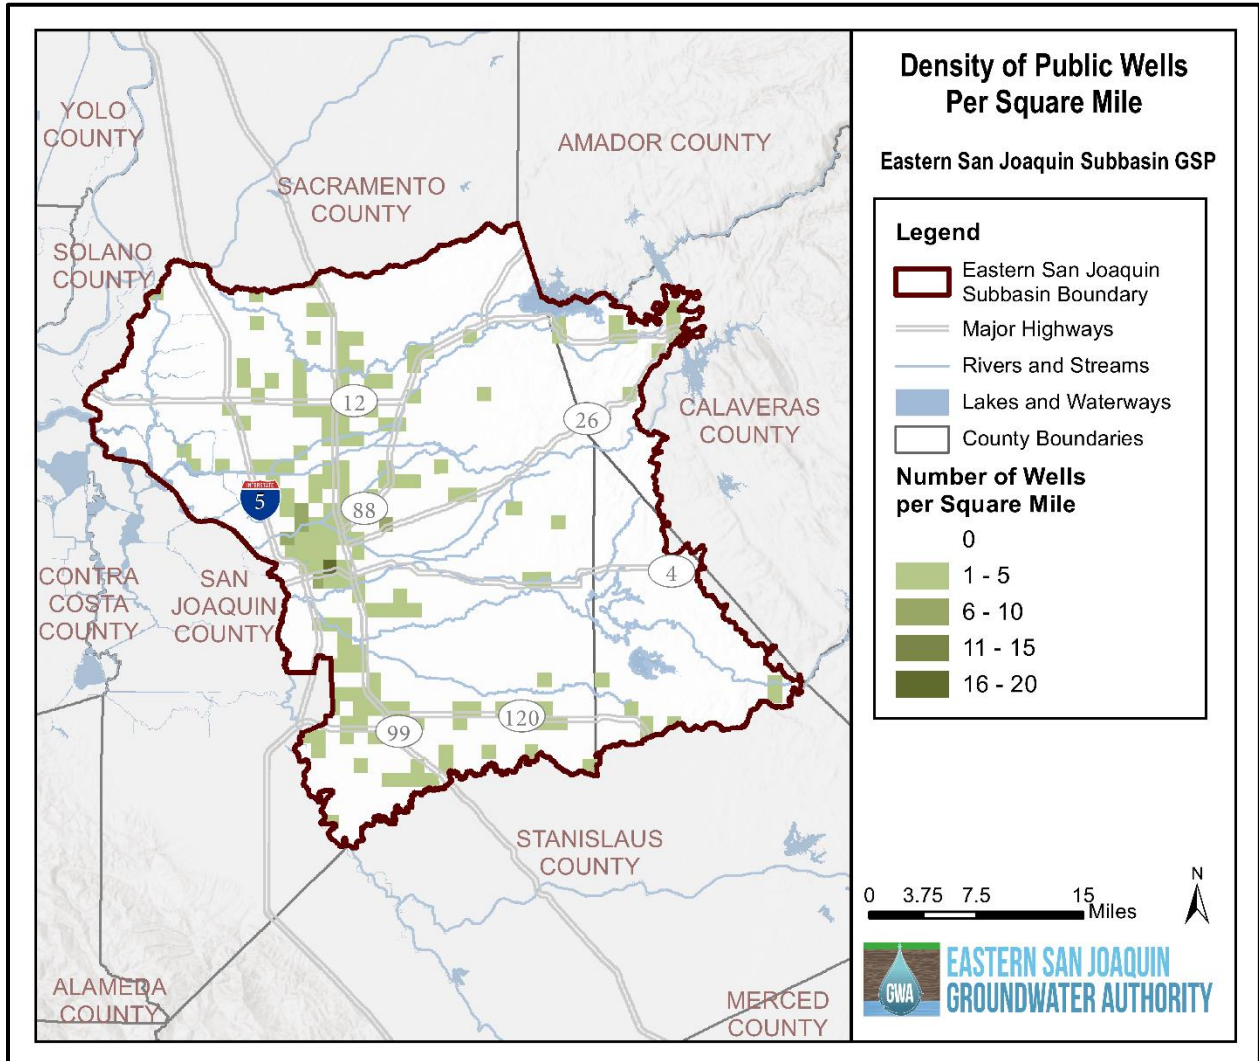 YOLO
COUNTY
AMADOR COUNTY
SACRAMENTO
COUNTY
SOLANO
COUNTY
12
26
CALAVERAS
COUNTY
INTERSTATE
5
88
4
CONTRA
COSTA
COUNTY
SAN
JOAQUIN
COUNTY
120
99
STANISLAUS
COUNTY
ALAMEDA
COUNTY
MERCED
COUNTY
Density of Public Wells
Per Square Mile
Eastern San Joaquin Subbasin GSP
Legend
Eastern San Joaquin
Subbasin Boundary
Major Highways
Rivers and Streams
Lakes and Waterways
County Boundaries
Number of Wells
per Square Mile
0
1 - 5
6 - 10
11 - 15
16 - 20
N
0 3.75 7.5 15
Miles
GWA
EASTERN SAN JOAQUIN
GROUNDWATER AUTHORITY